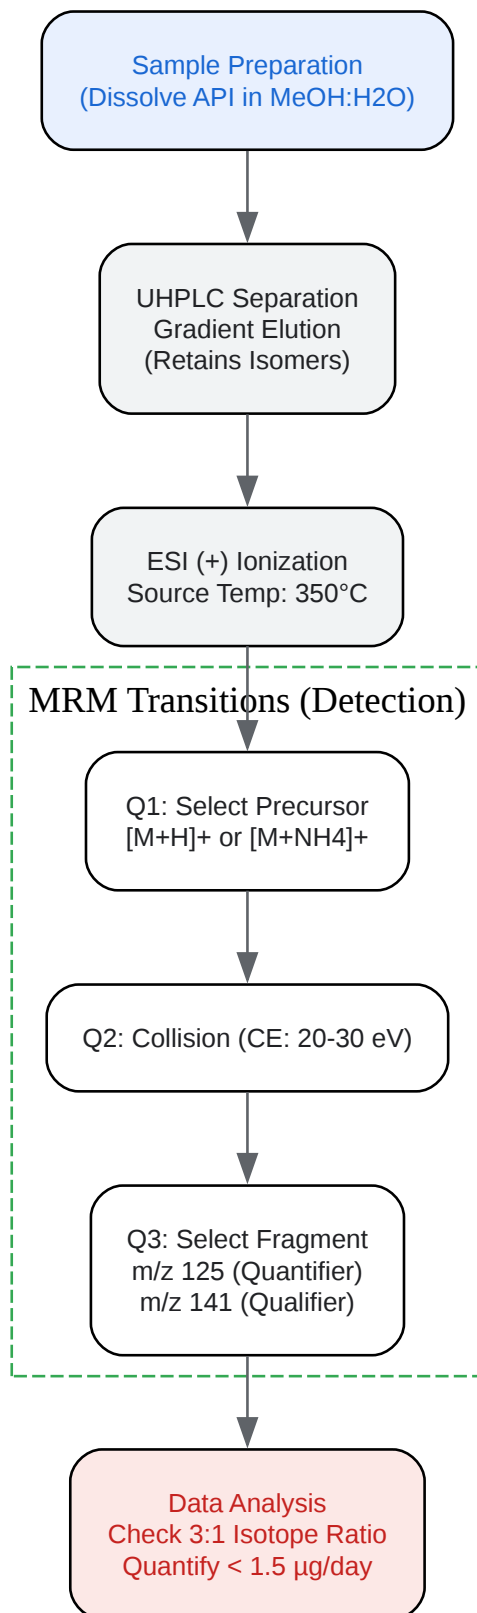 Sample Preparation
(Dissolve API in MeOH:H2O)
UHPLC Separation
Gradient Elution
(Retains Isomers)
ESI (+) Ionization
Source Temp: 350°C
MRM Transitions (Detection)
Q1: Select Precursor
[M+H]+ or [M+NH4]+
Q2: Collision (CE: 20-30 eV)
Q3: Select Fragment
m/z 125 (Quantifier)
m/z 141 (Qualifier)
Data Analysis
Check 3:1 Isotope Ratio
Quantify < 1.5 µg/day